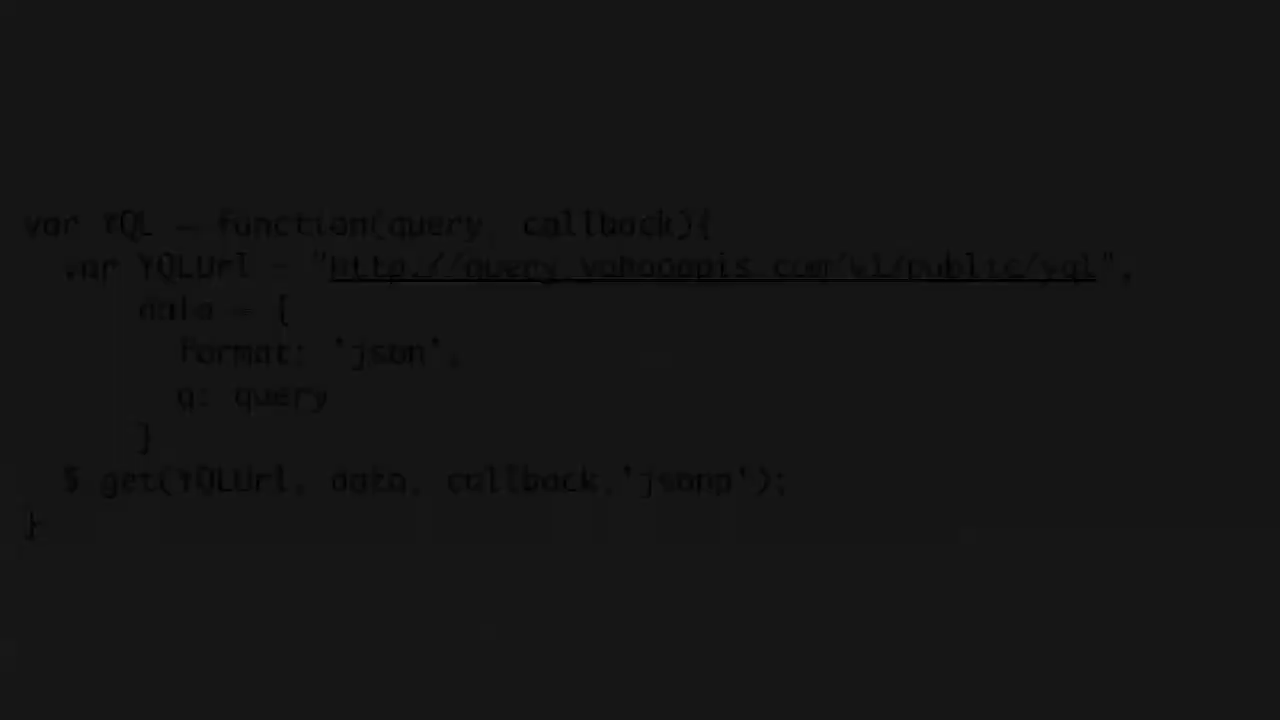 var YQL = function(query, callback){
var YQLUrl = "http://query.yahooapis.com/v1/public/yql",
data = {
format: 'json',
q: query
}
$.get(YQLUrl, data, callback,'jsonp');
}